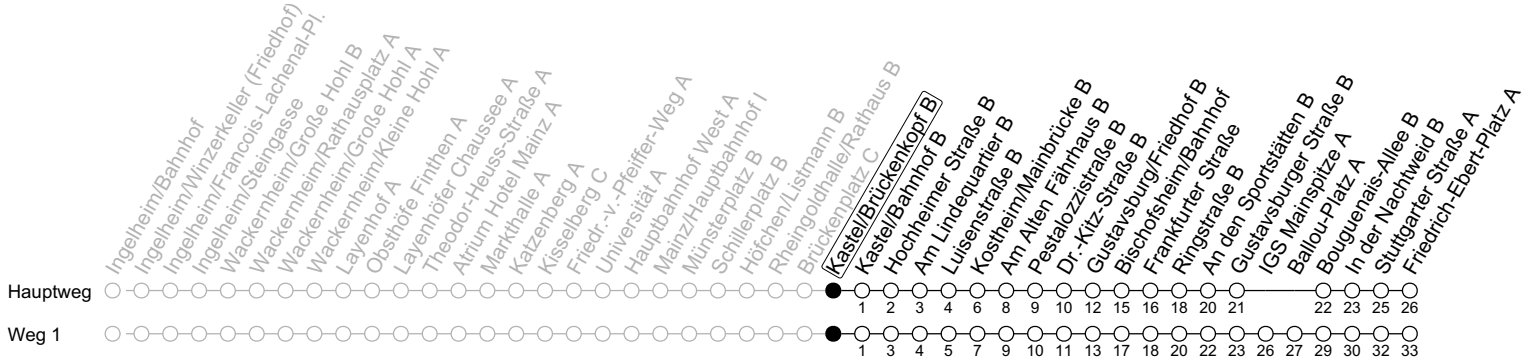 Ingelheim/Bahnhof
Ingelheim/Winzerkeller (Friedhof)
Ingelheim/Francois-Lachenal-Pl.
Ingelheim/Steingasse
Wackernheim/Große Hohl B
Wackernheim/Rathausplatz A
Wackernheim/Große Hohl A
Wackernheim/Kleine Hohl A
Layenhof A
Obsthöfe Finthen A
Layenhöfer Chaussee A
Theodor-Heuss-Straße A
Atrium Hotel Mainz A
Markthalle A
Katzenberg A
Kisselberg C
Friedr.-v.-Pfeiffer-Weg A
Universität A
Hauptbahnhof West A
Mainz/Hauptbahnhof I
Münsterplatz B
Schillerplatz B
Höfchen/Listmann B
Rheingoldhalle/Rathaus B
Brückenplatz C
Kastel/Brückenkopf B
Kastel/Bahnhof B
Hochheimer Straße B
Am Lindequartier B
Luisenstraße B
Kostheim/Mainbrücke B
Am Alten Fährhaus B
Pestalozzistraße B
Dr.-Kitz-Straße B
Gustavsburg/Friedhof B
Bischofsheim/Bahnhof
Frankfurter Straße
Ringstraße B
An den Sportstätten B
Gustavsburger Straße B
IGS Mainspitze A
Ballou-Platz A
Bouguenais-Allee B
In der Nachtweid B
Stuttgarter Straße A
Friedrich-Ebert-Platz A
Hauptweg
1 2 3 4 6 8 9 10 12 15 16 18 20 21 22 23 25 26
Weg 1
1 3 4 5 7 9 10 11 13 17 18 20 22 23 26 27 29 30 32 33